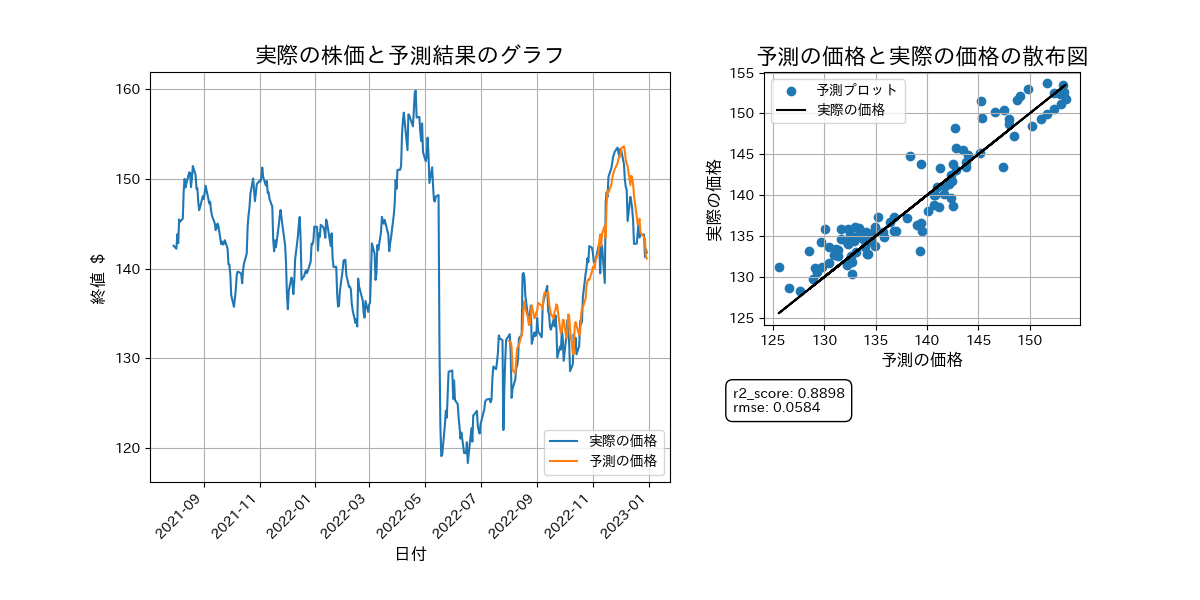 実際の株価と予測結果のグラフ
160
150
140
130
120
終値 $
2021-09
2021-11
2022-01
2022-03
2022-05
2022-07
2022-09
2022-11
2023-01
日付
実際の価格
予測の価格
予測の価格と実際の価格の散布図
155
150
145
140
135
130
125
実際の価格
予測プロット
実際の価格
125
130
135
140
145
150
予測の価格
r2_score: 0.8898
rmse: 0.0584